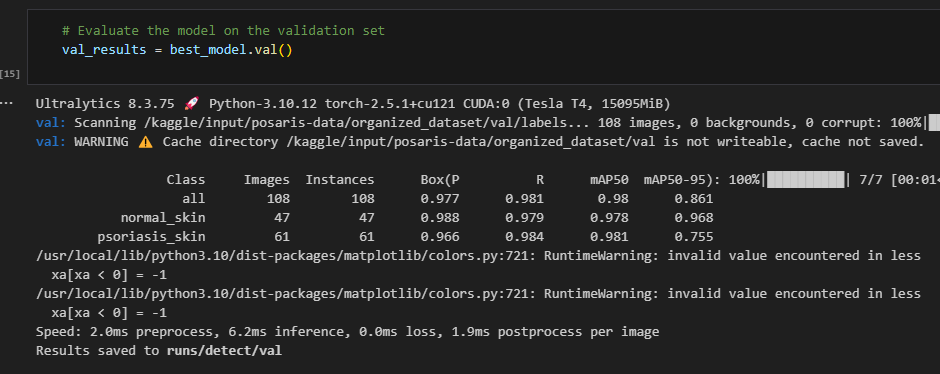 # Evaluate the model on the validation set
val_results = best_model.val()
[15]
... Ultralytics 8.3.75 🚀 Python-3.10.12 torch-2.5.1+cu121 CUDA:0 (Tesla T4, 15095MiB)
val: Scanning /kaggle/input/posaris-data/organized_dataset/val/labels... 108 images, 0 backgrounds, 0 corrupt: 100%|██
val: WARNING ⚠️ Cache directory /kaggle/input/posaris-data/organized_dataset/val is not writeable, cache not saved.
Class Images Instances Box(P R mAP50 mAP50-95): 100%|██████████| 7/7 [00:01<
all 108 108 0.977 0.981 0.98 0.861
normal_skin 47 47 0.988 0.979 0.978 0.968
psoriasis_skin 61 61 0.966 0.984 0.981 0.755
/usr/local/lib/python3.10/dist-packages/matplotlib/colors.py:721: RuntimeWarning: invalid value encountered in less
xa[xa < 0] = -1
/usr/local/lib/python3.10/dist-packages/matplotlib/colors.py:721: RuntimeWarning: invalid value encountered in less
xa[xa < 0] = -1
Speed: 2.0ms preprocess, 6.2ms inference, 0.0ms loss, 1.9ms postprocess per image
Results saved to runs/detect/val